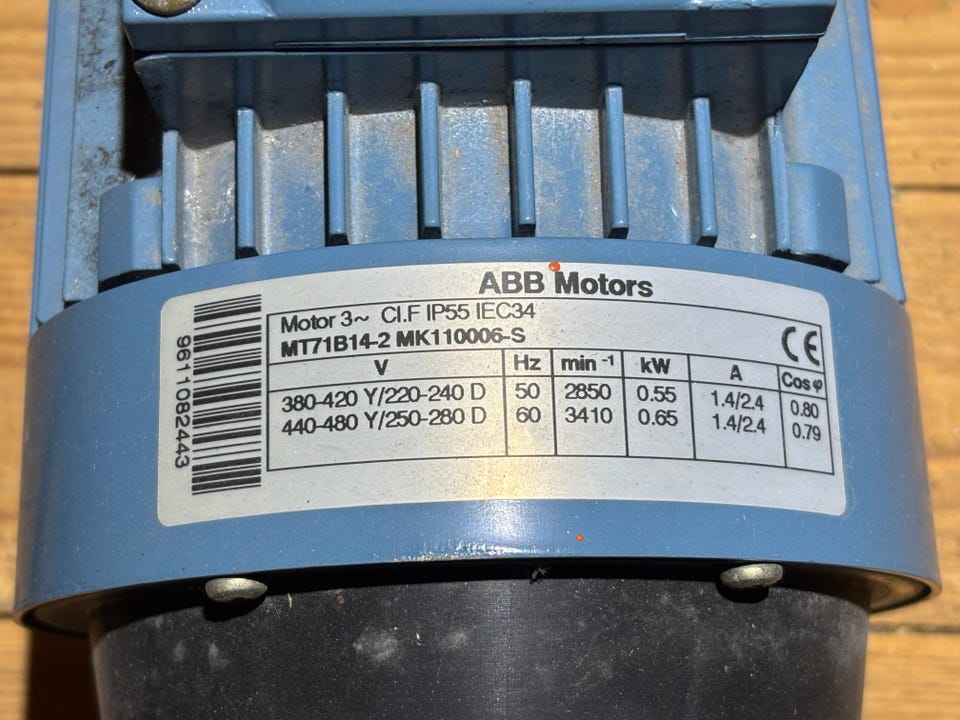 ABB Motors
Motor 3~ Cl.F IP55 IEC34
MT71B14-2 MK110006-S
CE
V Hz min -1 kW A Cos φ
380-420 Y/220-240 D 50 2850 0.55 1.4/2.4 0.80
440-480 Y/250-280 D 60 3410 0.65 1.4/2.4 0.79
9611082443